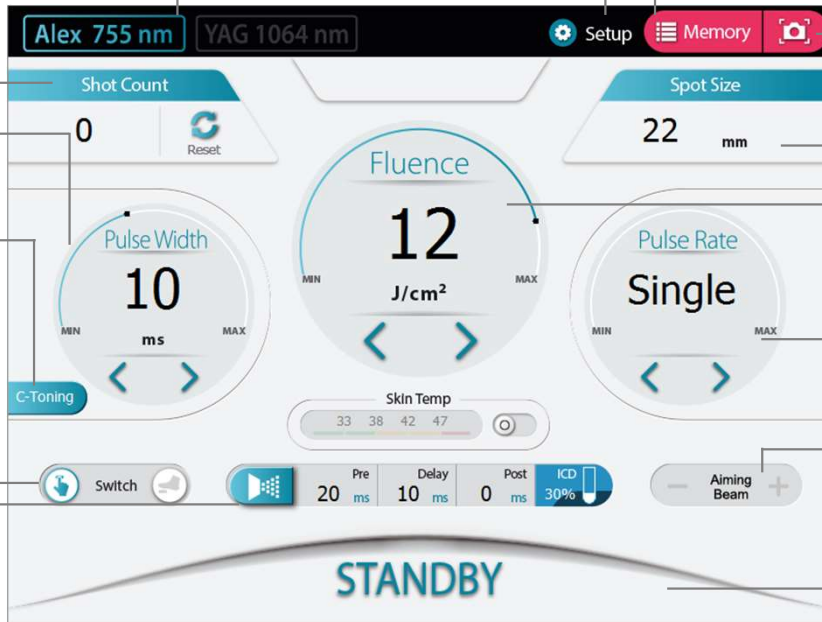 Alex 755 nm
YAG 1064 nm
Setup
Memory
Shot Count
0
Reset
Spot Size
22 mm
Pulse Width
10
ms
MIN
MAX
Fluence
12
J/cm²
MIN
MAX
Pulse Rate
Single
MIN
MAX
C-Toning
Skin Temp
33 38 42 47
Switch
Pre
20 ms
Delay
10 ms
Post
0 ms
ICD
30%
Aiming
Beam
STANDBY